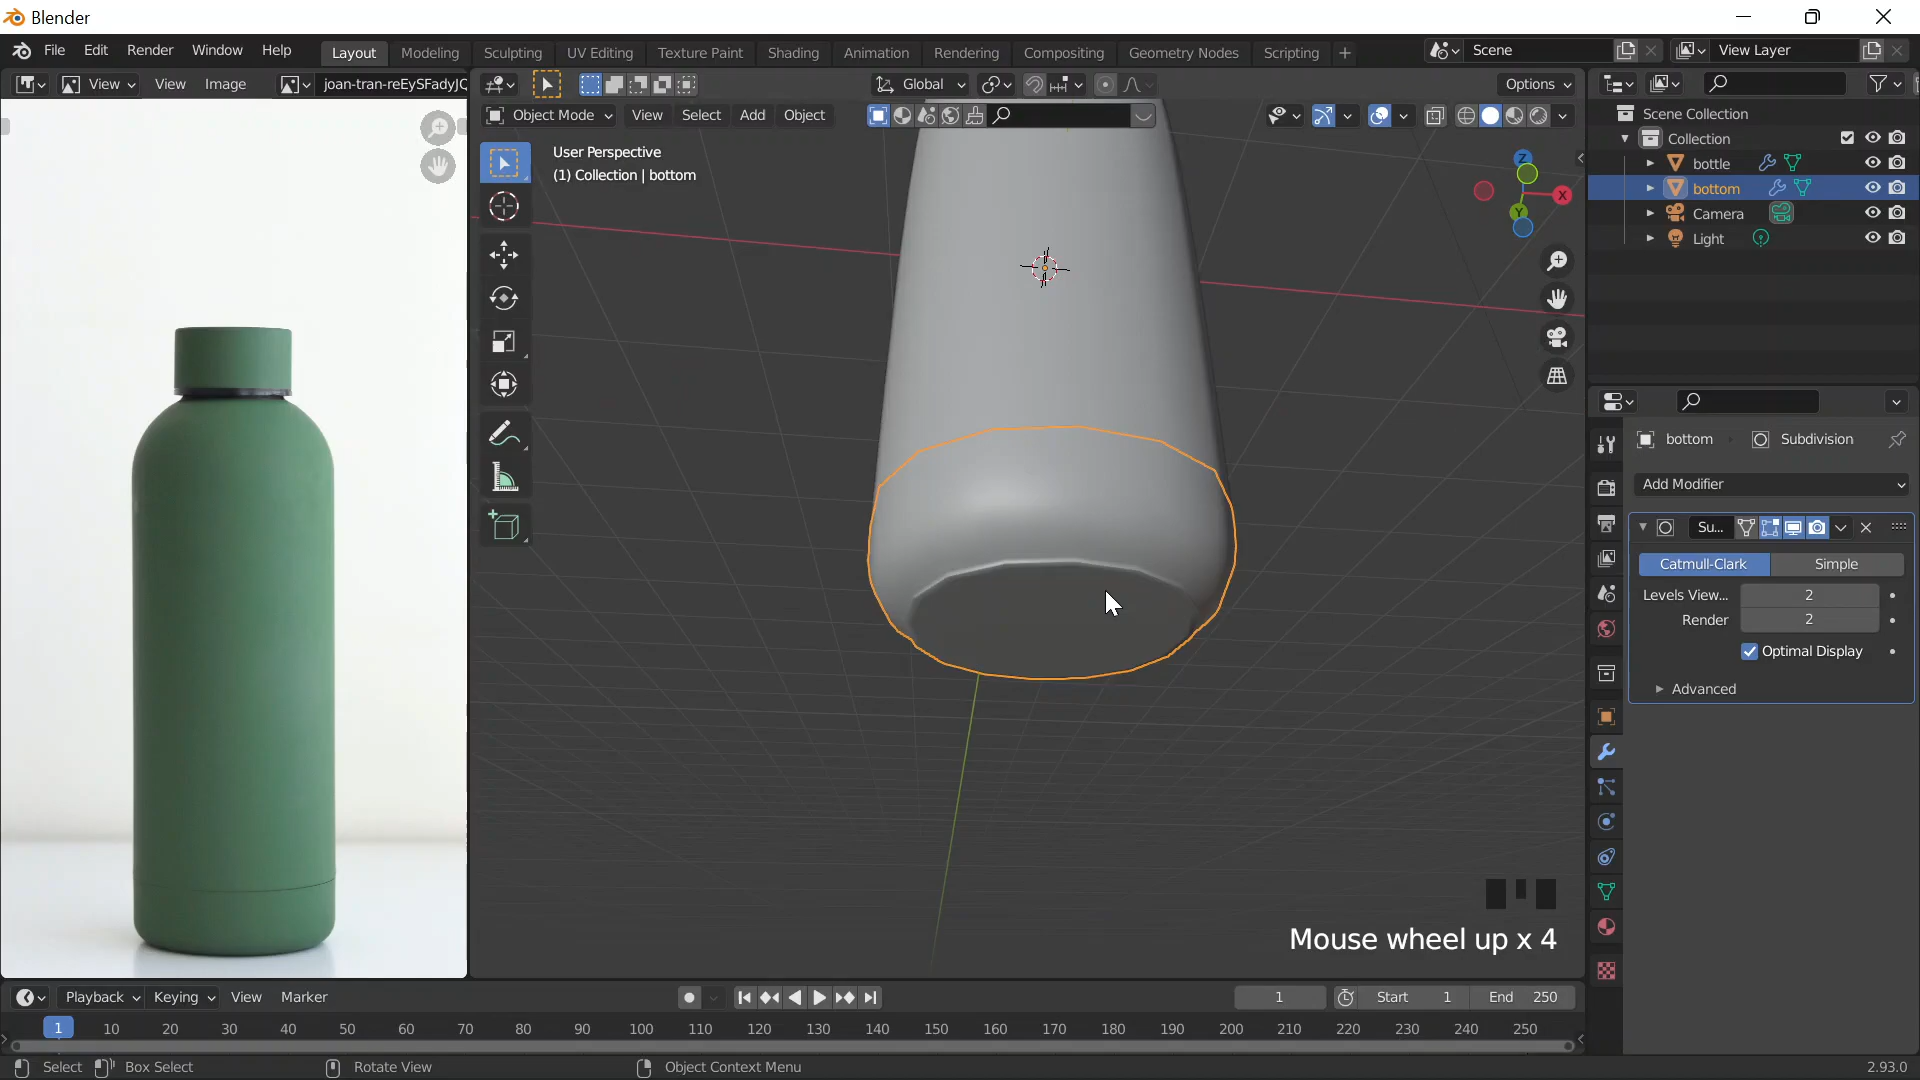 Blender
File Edit Render Window Help
Layout Modeling Sculpting UV Editing Texture Paint Shading Animation Rendering Compositing Geometry Nodes Scripting
Scene
View Layer
View View Image joan-tran-reEySFadyJQ
Global
Options
Object Mode View Select Add Object
User Perspective
(1) Collection | bottom
Z
X
Y
Scene Collection
Collection
bottle
bottom
Camera
Light
bottom Subdivision
Add Modifier
Su...
Catmull-Clark Simple
Levels View... 2
Render 2
Optimal Display
Advanced
Mouse wheel up x 4
Playback Keying View Marker
1 Start 1 End 250
1 10 20 30 40 50 60 70 80 90 100 110 120 130 140 150 160 170 180 190 200 210 220 230 240 250
Select Box Select Rotate View Object Context Menu 2.93.0